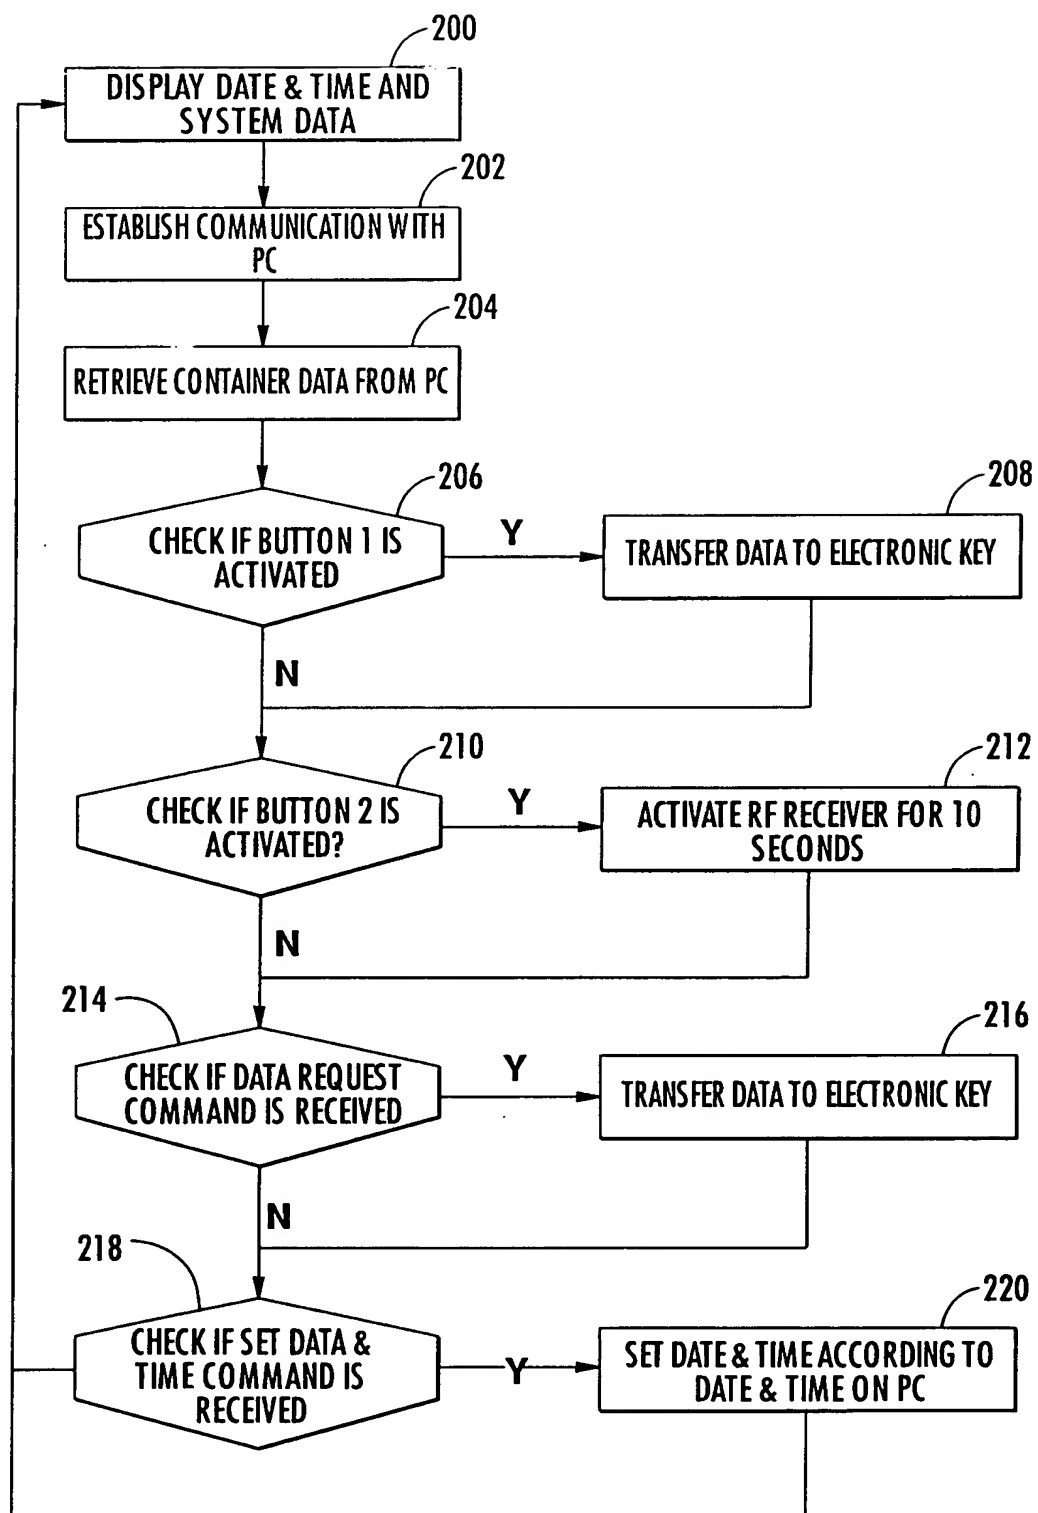 200
DISPLAY DATE & TIME AND
SYSTEM DATA
202
ESTABLISH COMMUNICATION WITH
PC
204
RETRIEVE CONTAINER DATA FROM PC
206
CHECK IF BUTTON 1 IS
ACTIVATED
Y
208
TRANSFER DATA TO ELECTRONIC KEY
N
210
CHECK IF BUTTON 2 IS
ACTIVATED?
Y
212
ACTIVATE RF RECEIVER FOR 10
SECONDS
N
214
CHECK IF DATA REQUEST
COMMAND IS RECEIVED
Y
216
TRANSFER DATA TO ELECTRONIC KEY
N
218
CHECK IF SET DATA &
TIME COMMAND IS
RECEIVED
Y
220
SET DATE & TIME ACCORDING TO
DATE & TIME ON PC